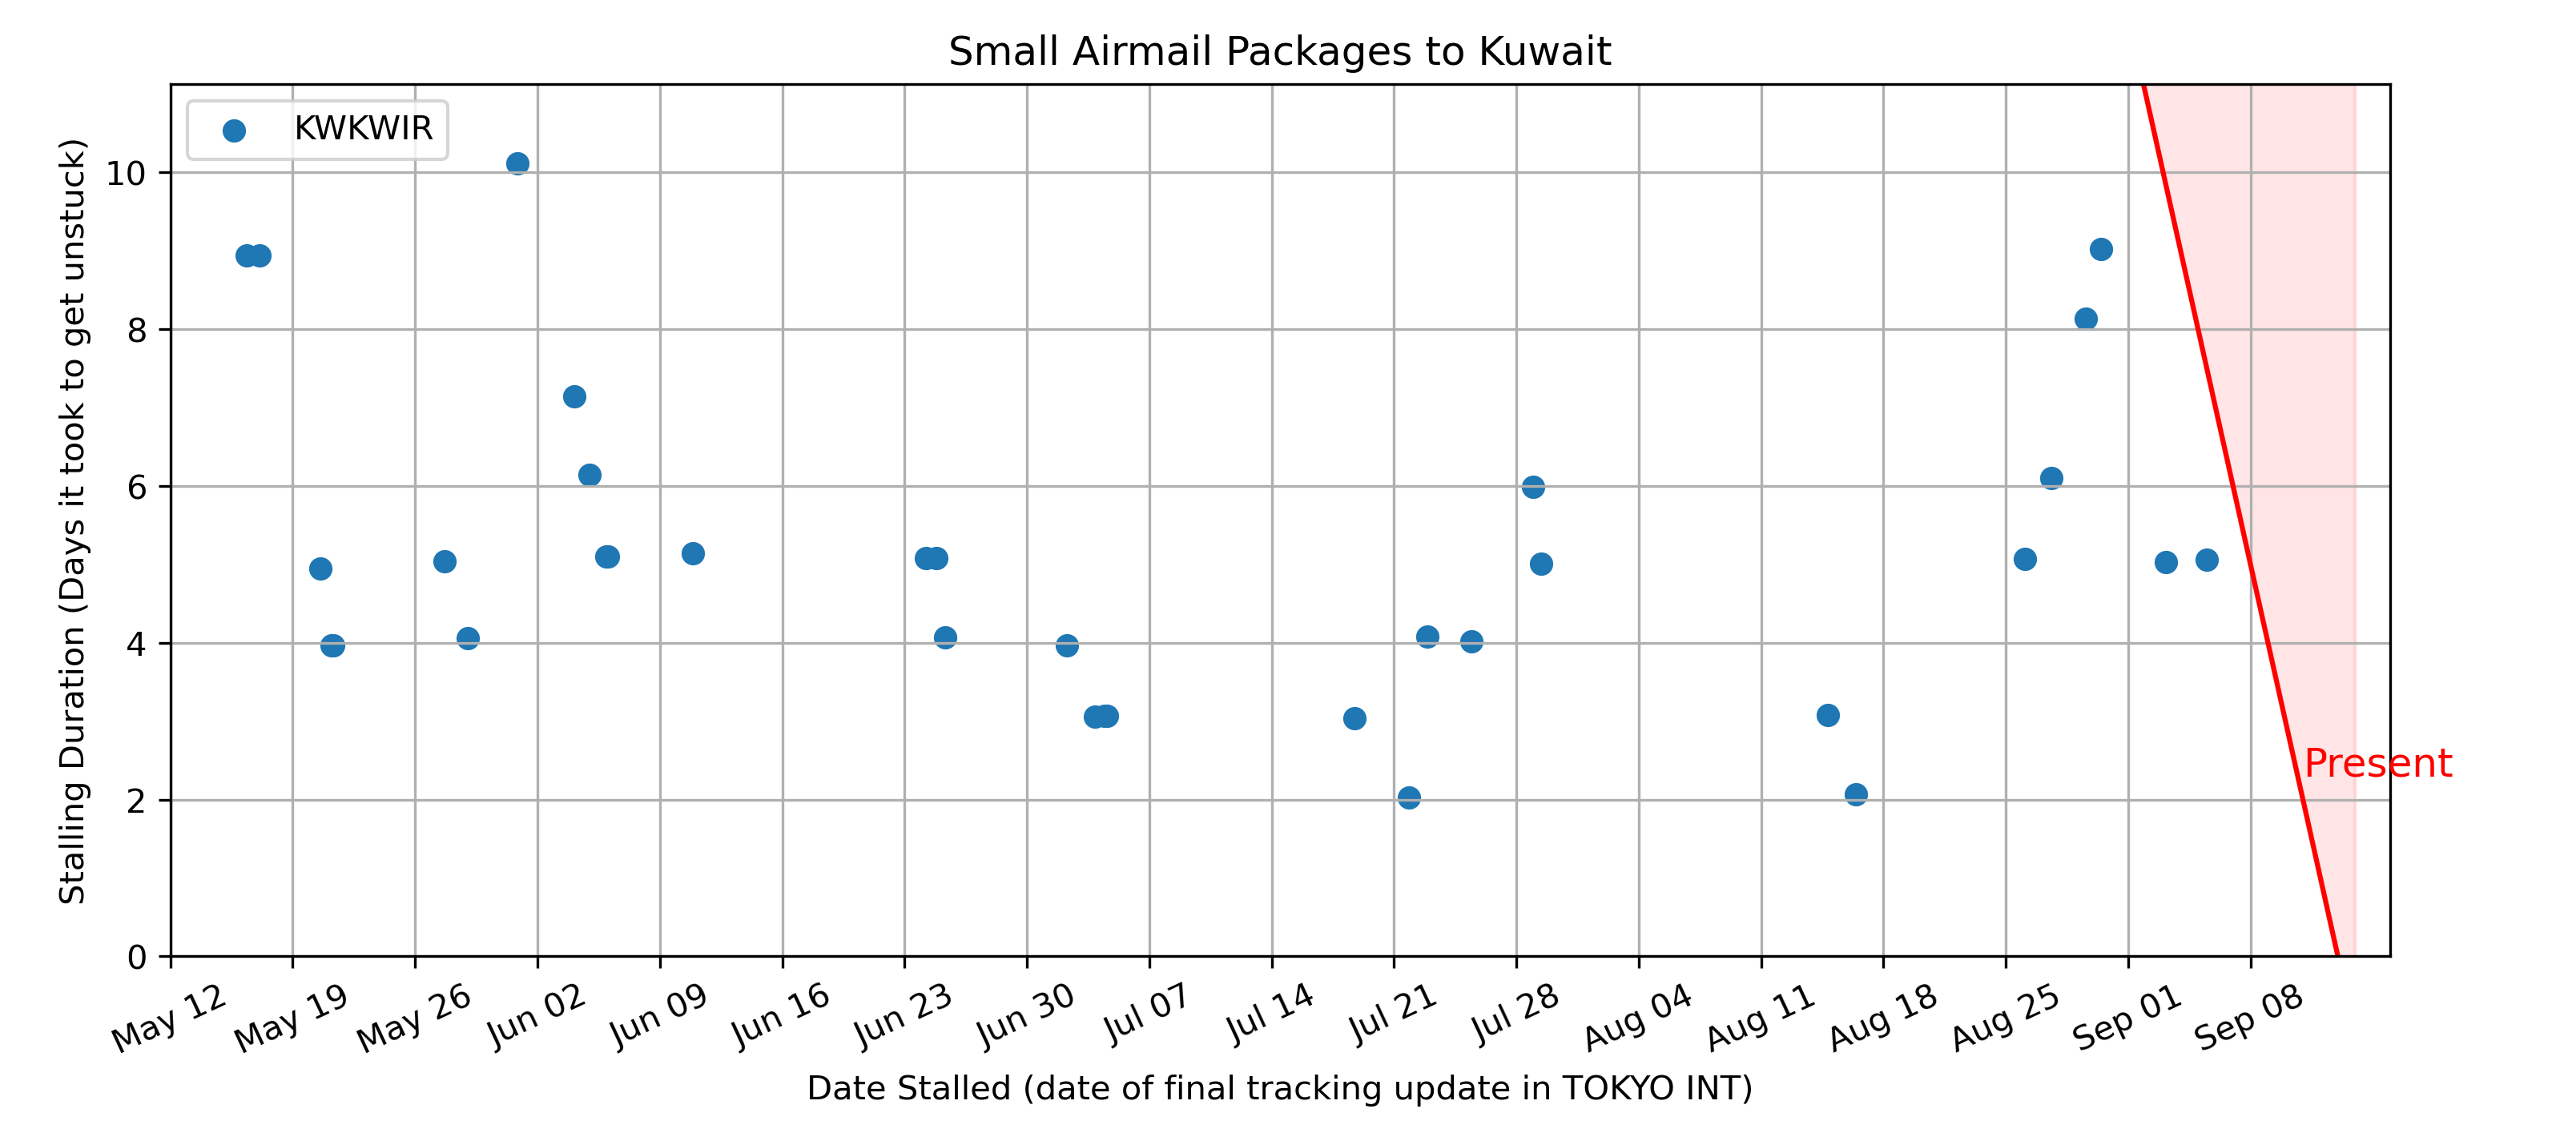 Small Airmail Packages to Kuwait
KWKWIR
Stalling Duration (Days it took to get unstuck)
10
8
6
4
2
0
Present
May 12
May 19
May 26
Jun 02
Jun 09
Jun 16
Jun 23
Jun 30
Jul 07
Jul 14
Jul 21
Jul 28
Aug 04
Aug 11
Aug 18
Aug 25
Sep 01
Sep 08
Date Stalled (date of final tracking update in TOKYO INT)